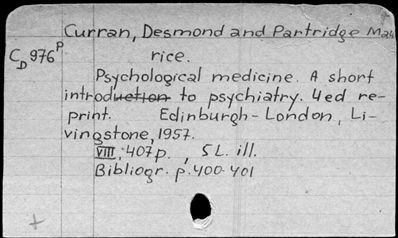 Curran, Desmond and Partridge Mau
C_D 976^P rice.
Psychological medicine. A short
introduction to psychiatry. 4ed re-
print. Edinburgh-London, Li-
vingstone, 1957.
VIII, 407p., 5 L. ill.
Bibliogr. p. 400-401